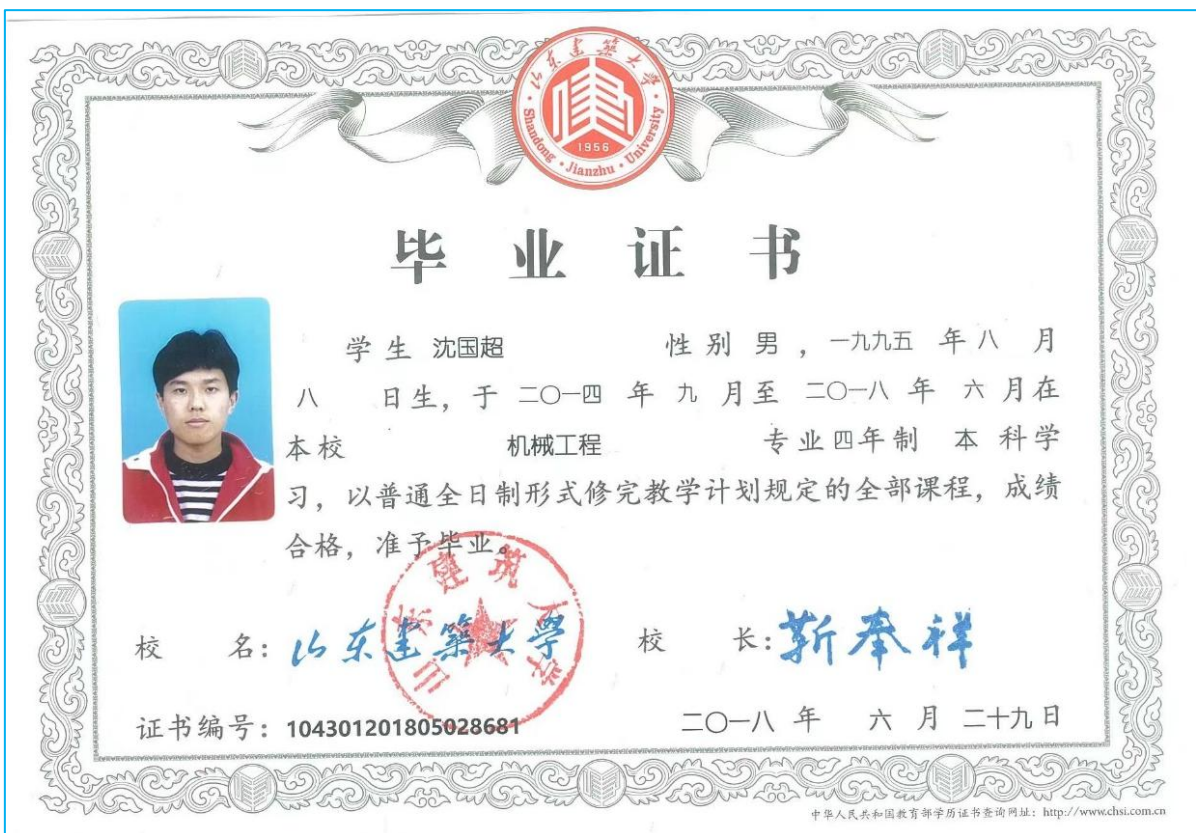 山东建筑大学
Shandong · Jianzhu · University
1956
毕业证书
学生 沈国超 性别 男 ，一九九五 年 八 月
八 日生，于 二〇一四 年 九 月至 二〇一八 年 六 月在
本校 机械工程 专业 四年制 本 科学
习，以普通全日制形式修完教学计划规定的全部课程，成绩
合格，准予毕业。
山东建筑大学
校 名：山东建筑大学 校 长：靳奉祥
证书编号：104301201805028681 二〇一八 年 六 月 二十九 日
中华人民共和国教育部学历证书查询网址：http://www.chsi.com.cn